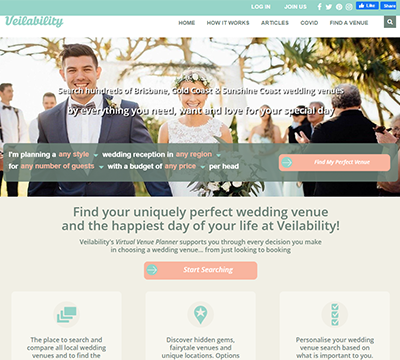 LOG IN JOIN US Like Share
Veilability
HOME HOW IT WORKS ARTICLES COVID FIND A VENUE
Search hundreds of Brisbane, Gold Coast & Sunshine Coast wedding venues
by everything you need, want and love for your special day
I'm planning a any style wedding reception in any region
for any number of guests with a budget of any price per head
Find My Perfect Venue
Find your uniquely perfect wedding venue
and the happiest day of your life at Veilability!
Veilability's Virtual Venue Planner supports you through every decision you make
in choosing a wedding venue... from just looking to booking
Start Searching
The place to search and
compare all local wedding
venues and to find the
Discover hidden gems,
fairytale venues and
unique locations. Options
Personalise your wedding
venue search based on
what is important to you.